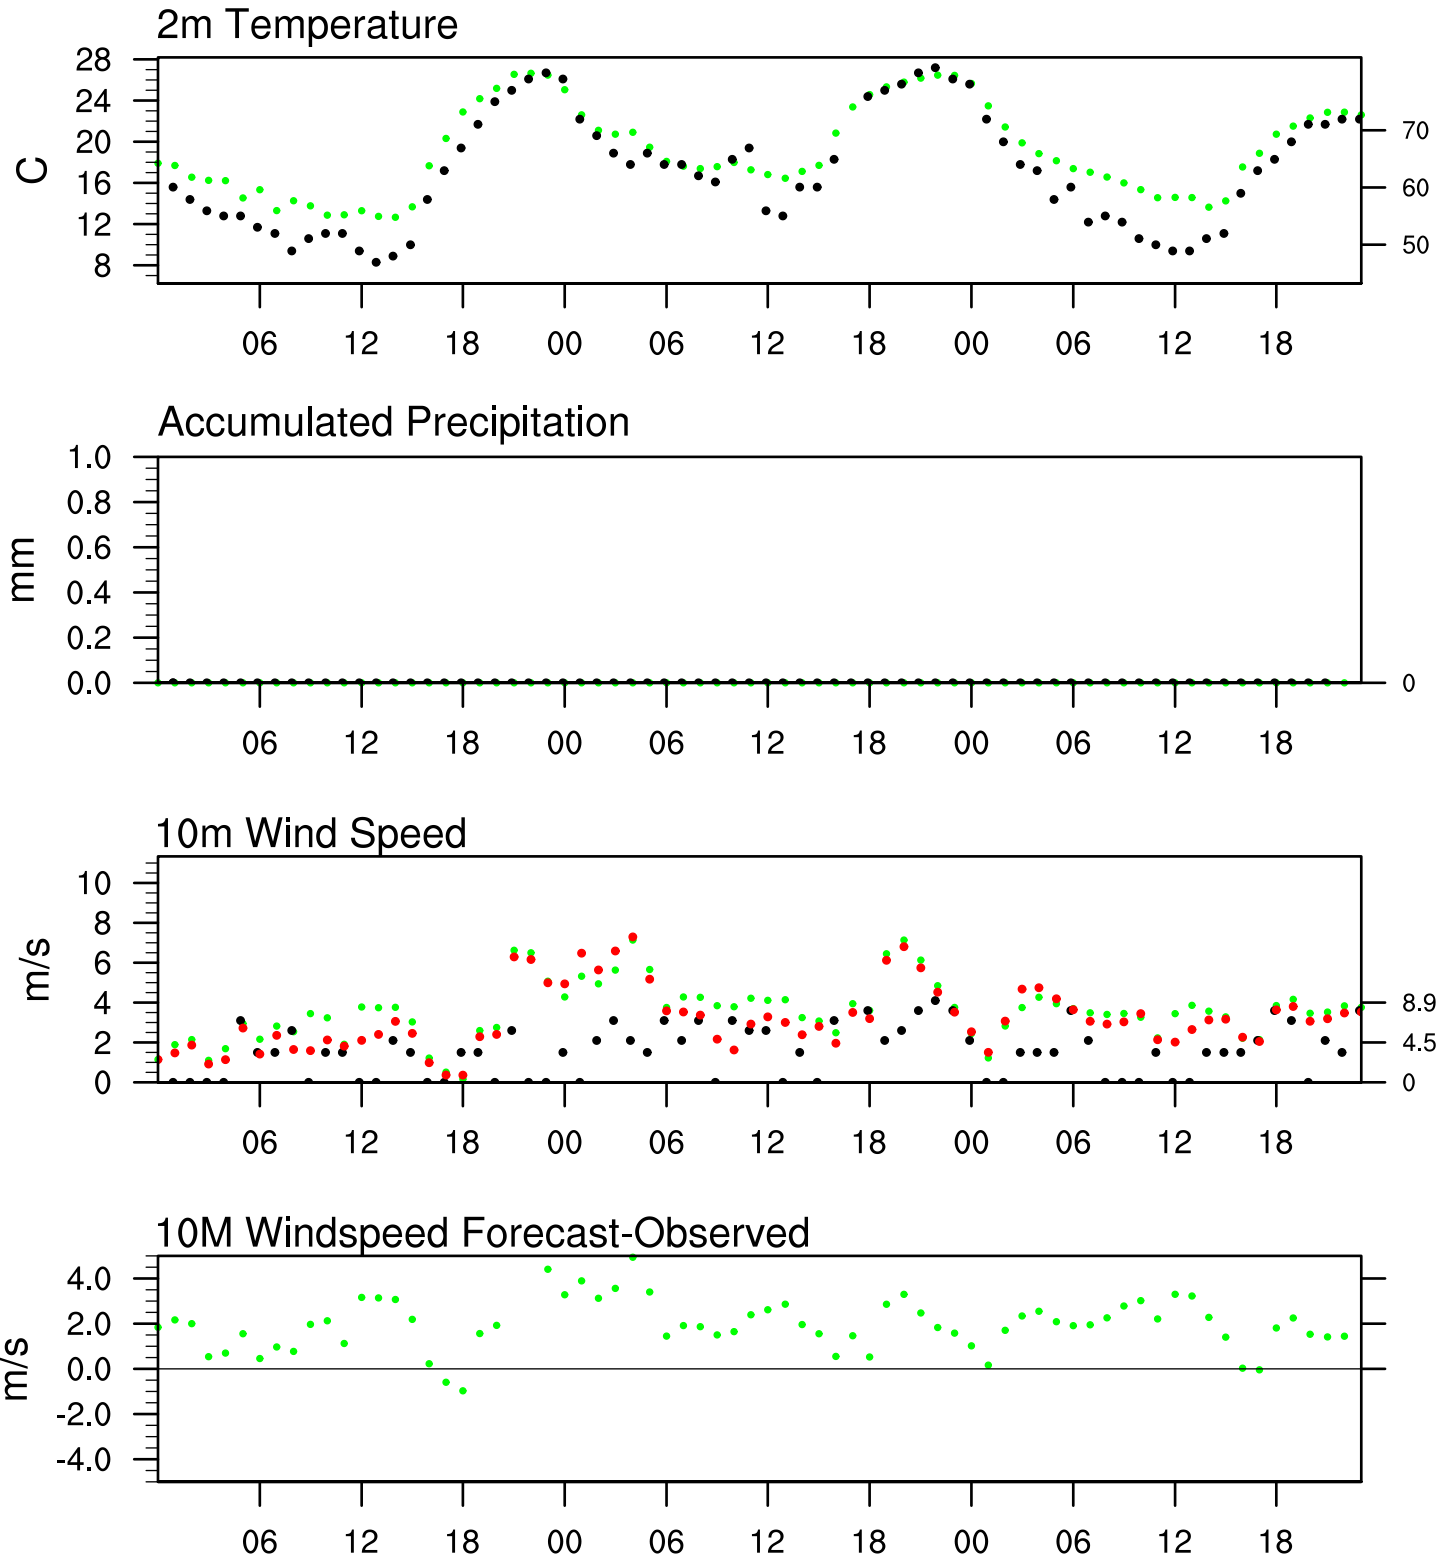 2m Temperature
28
24
20
16
12
8
C
70
60
50
06 12 18 00 06 12 18 00 06 12 18
Accumulated Precipitation
1.0
0.8
0.6
0.4
0.2
0.0
mm
0
06 12 18 00 06 12 18 00 06 12 18
10m Wind Speed
10
8
6
4
2
0
m/s
8.9
4.5
0
06 12 18 00 06 12 18 00 06 12 18
10M Windspeed Forecast-Observed
4.0
2.0
0.0
-2.0
-4.0
m/s
06 12 18 00 06 12 18 00 06 12 18